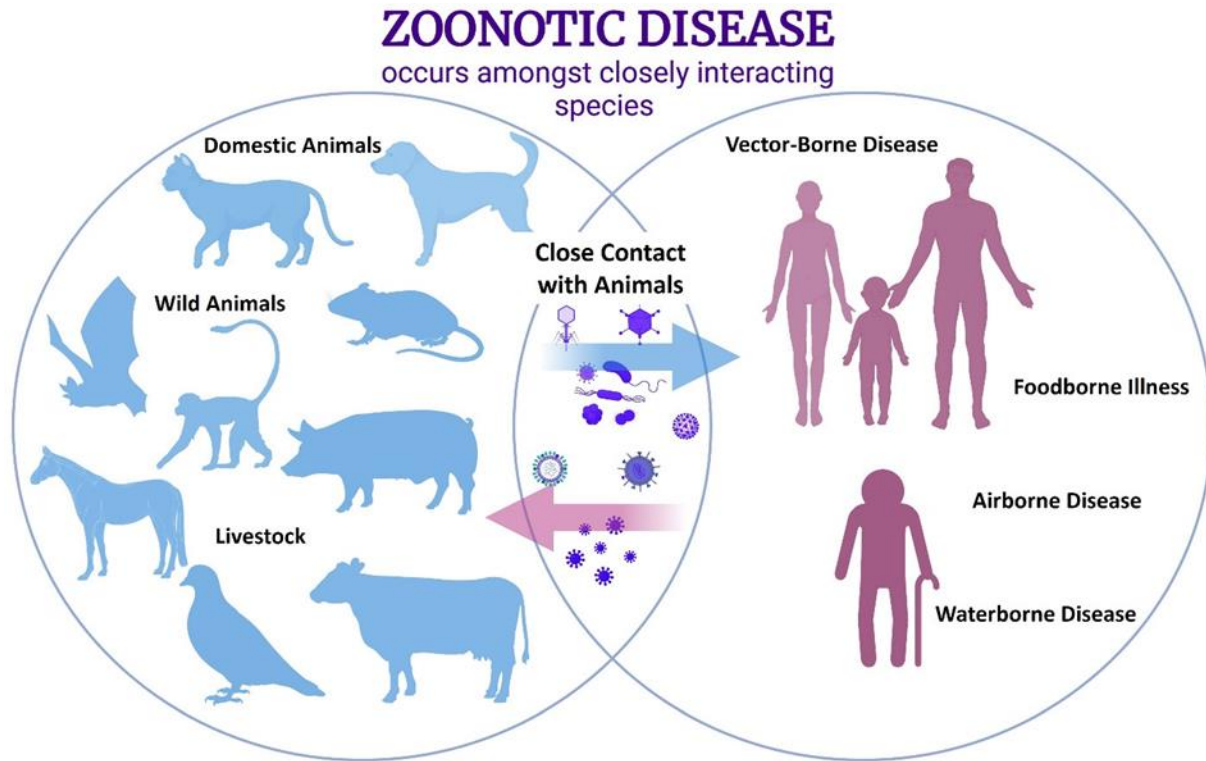 ZOONOTIC DISEASE
occurs amongst closely interacting
species
Domestic Animals
Wild Animals
Livestock
Close Contact
with Animals
Vector-Borne Disease
Foodborne Illness
Airborne Disease
Waterborne Disease